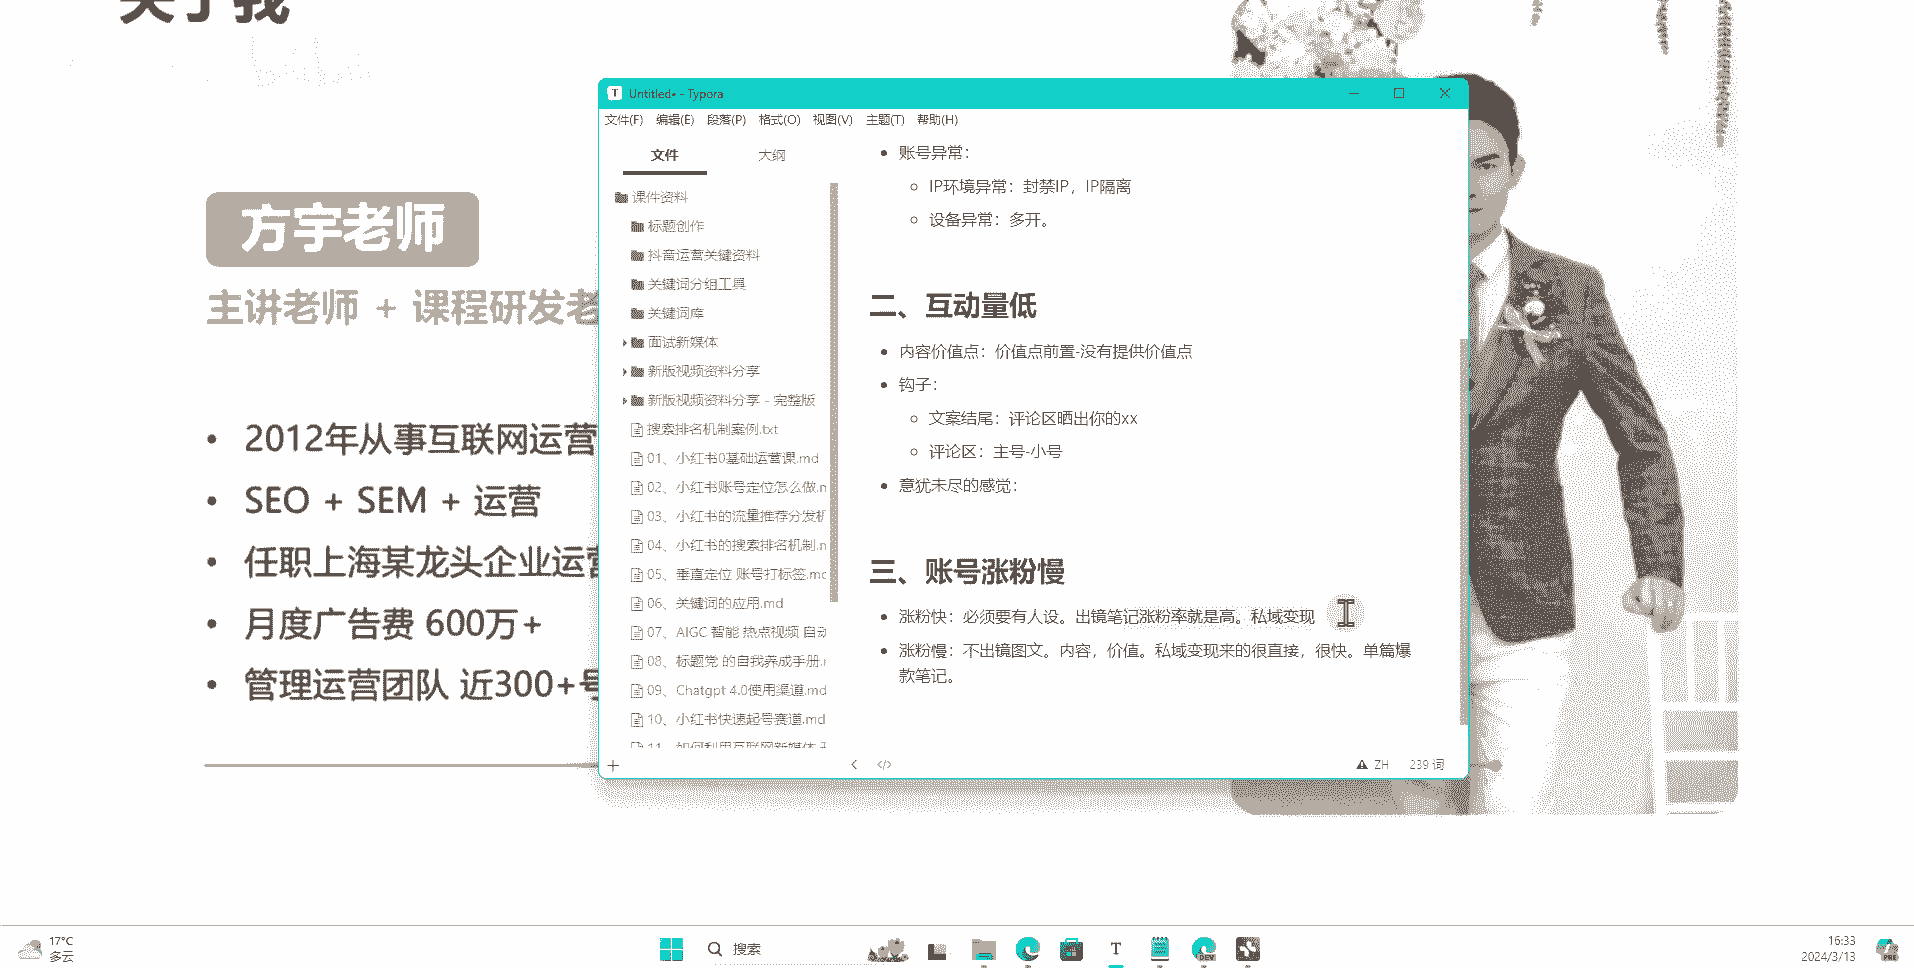 关于我
方宇老师
主讲老师 + 课程研发老
2012年从事互联网运营
SEO + SEM + 运营
任职上海某龙头企业运营
月度广告费 600万+
管理运营团队 近300+号
Untitled• - Typora
文件(F) 编辑(E) 段落(P) 格式(O) 视图(V) 主题(T) 帮助(H)
文件 大纲
课件资料
标题创作
抖音运营关键资料
关键词分组工具
关键词库
面试新媒体
新版视频资料分享
新版视频资料分享 - 完整版
搜索排名机制案例.txt
01、小红书0基础运营课.md
02、小红书账号定位怎么做.m
03、小红书的流量推荐分发机
04、小红书的搜索排名机制.m
05、垂直定位 账号打标签.md
06、关键词的应用.md
07、AIGC 智能 热点视频 自动
08、标题党 的自我养成手册.m
09、Chatgpt 4.0使用渠道.md
10、小红书快速起号赛道.md
11、如何利用互联网新媒体
账号异常：
IP环境异常：封禁IP，IP隔离
设备异常：多开。
二、互动量低
内容价值点：价值点前置-没有提供价值点
钩子：
文案结尾：评论区晒出你的xx
评论区：主号-小号
意犹未尽的感觉：
三、账号涨粉慢
涨粉快：必须要有人设。出镜笔记涨粉率就是高。私域变现
涨粉慢：不出镜图文。内容，价值。私域变现来的很直接，很快。单篇爆
款笔记。
ZH 239 词
17°C
多云
搜索
16:33
2024/3/13